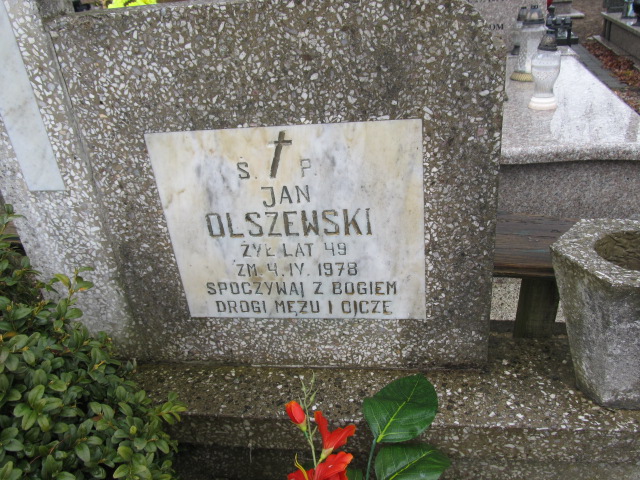 Ś. P.
JAN
OLSZEWSKI
ŻYŁ LAT 49
ZM. 4.IV.1978
SPOCZYWAJ Z BOGIEM
DROGI MĘŻU I OJCZE